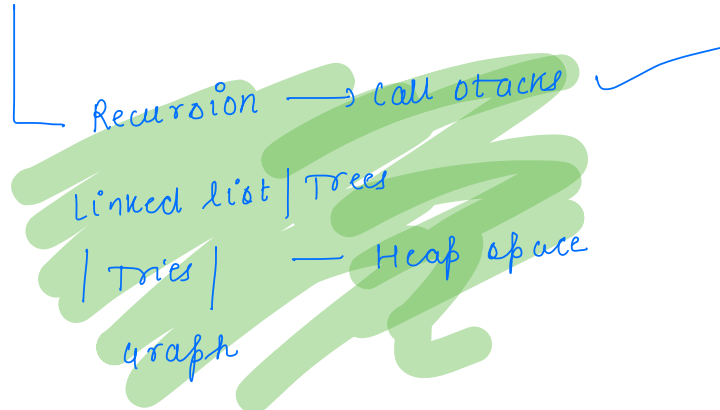 Recursion → Call stacks
Linked list | Trees
| Tries | — Heap space
Graph